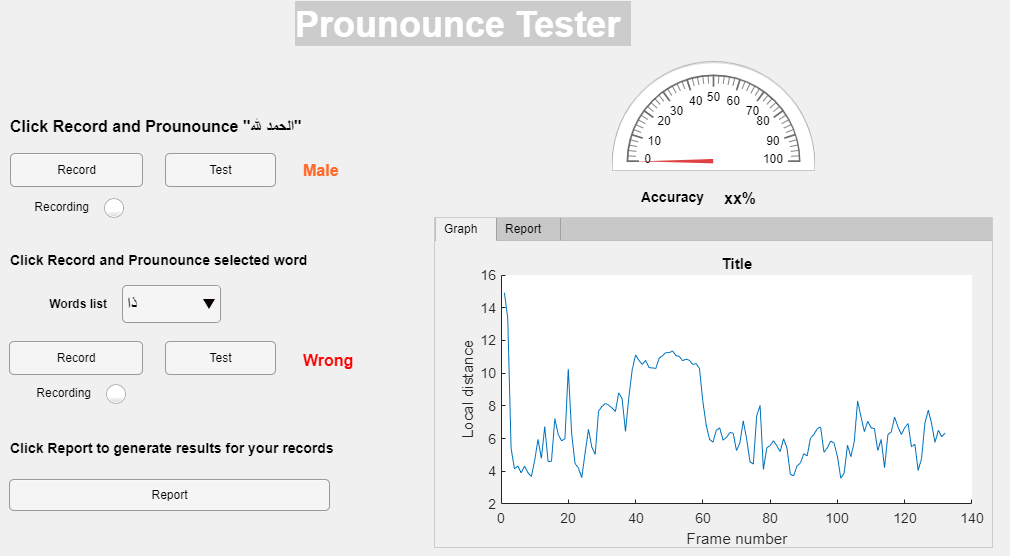 Prounounce Tester
Click Record and Prounounce "الحمد لله"
Record Test Male
Recording
Click Record and Prounounce selected word
Words list ذا
Record Test Wrong
Recording
Click Report to generate results for your records
Report
0 10 20 30 40 50 60 70 80 90 100
Accuracy xx%
Graph Report
Title
Local distance
16
14
12
10
8
6
4
2
0 20 40 60 80 100 120 140
Frame number